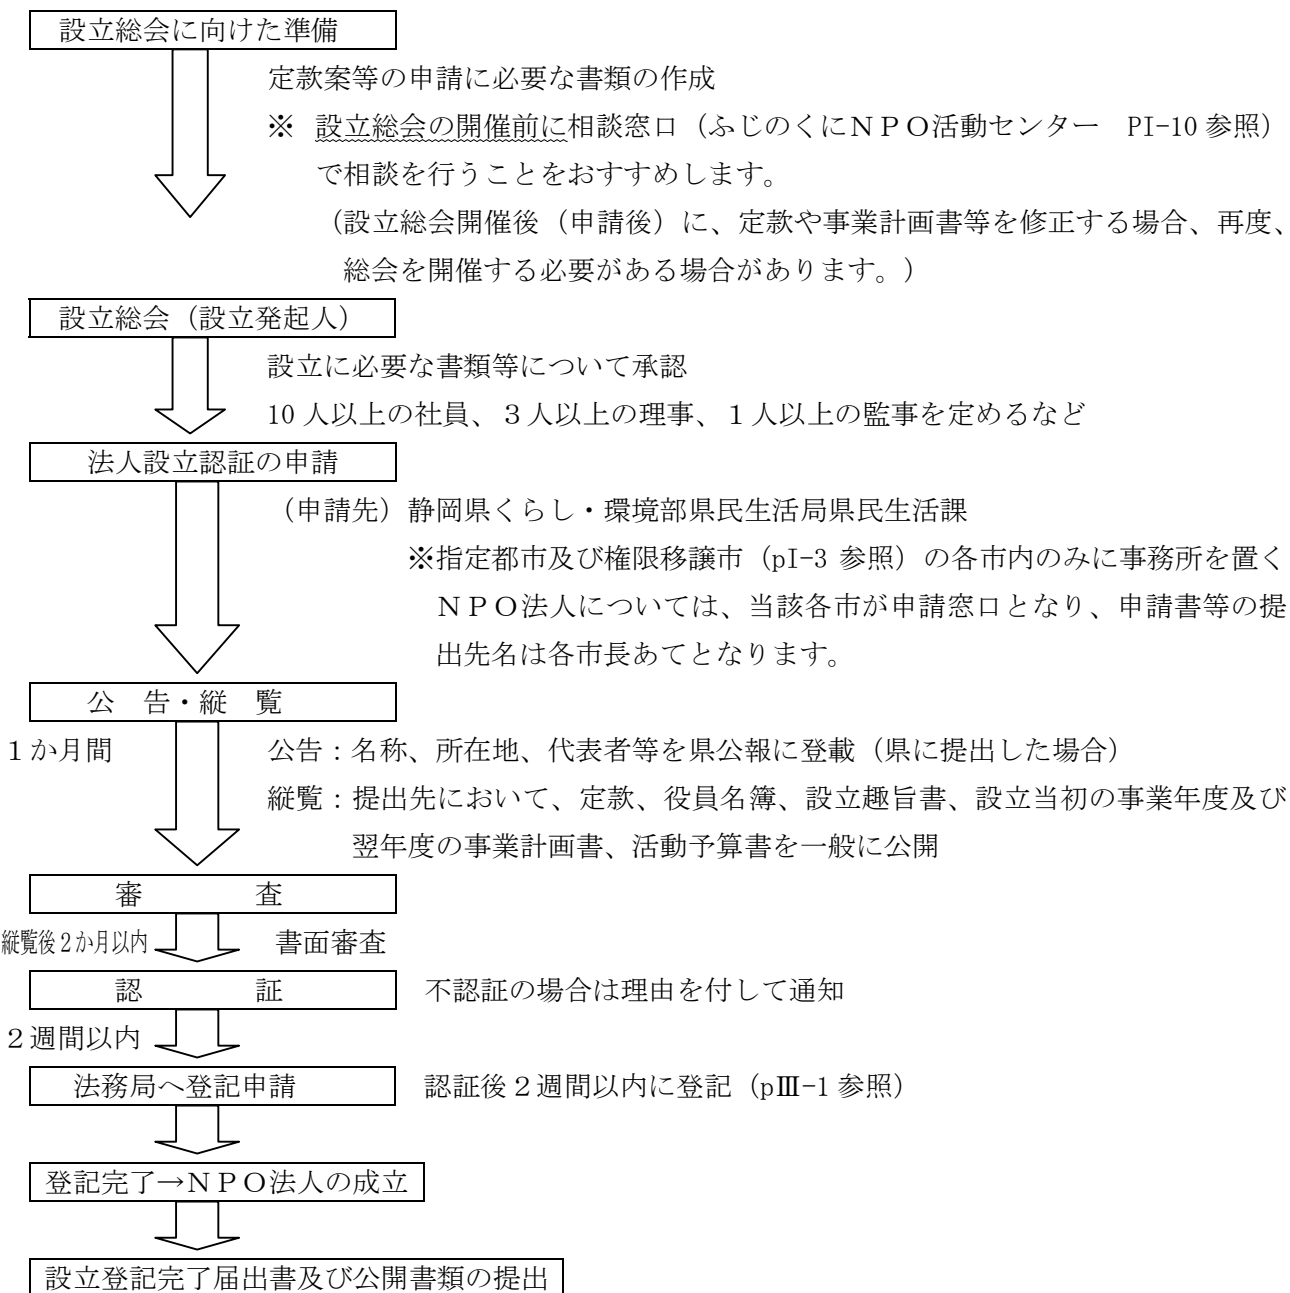 設立総会に向けた準備
定款案等の申請に必要な書類の作成
※ 設立総会の開催前に相談窓口（ふじのくにＮＰＯ活動センター　PI-10 参照）
で相談を行うことをおすすめします。
（設立総会開催後（申請後）に、定款や事業計画書等を修正する場合、再度、
総会を開催する必要がある場合があります。）
設立総会（設立発起人）
設立に必要な書類等について承認
10 人以上の社員、３人以上の理事、１人以上の監事を定めるなど
法人設立認証の申請
（申請先）静岡県くらし・環境部県民生活局県民生活課
※指定都市及び権限移譲市（pI-3 参照）の各市内のみに事務所を置く
ＮＰＯ法人については、当該各市が申請窓口となり、申請書等の提
出先名は各市長あてとなります。
公　告・縦　覧
１か月間　公告：名称、所在地、代表者等を県公報に登載（県に提出した場合）
縦覧：提出先において、定款、役員名簿、設立趣旨書、設立当初の事業年度及び
翌年度の事業計画書、活動予算書を一般に公開
審　　　　査
縦覧後２か月以内　書面審査
認　　　　証　不認証の場合は理由を付して通知
２週間以内
法務局へ登記申請　認証後２週間以内に登記（pⅢ-1 参照）
登記完了→ＮＰＯ法人の成立
設立登記完了届出書及び公開書類の提出